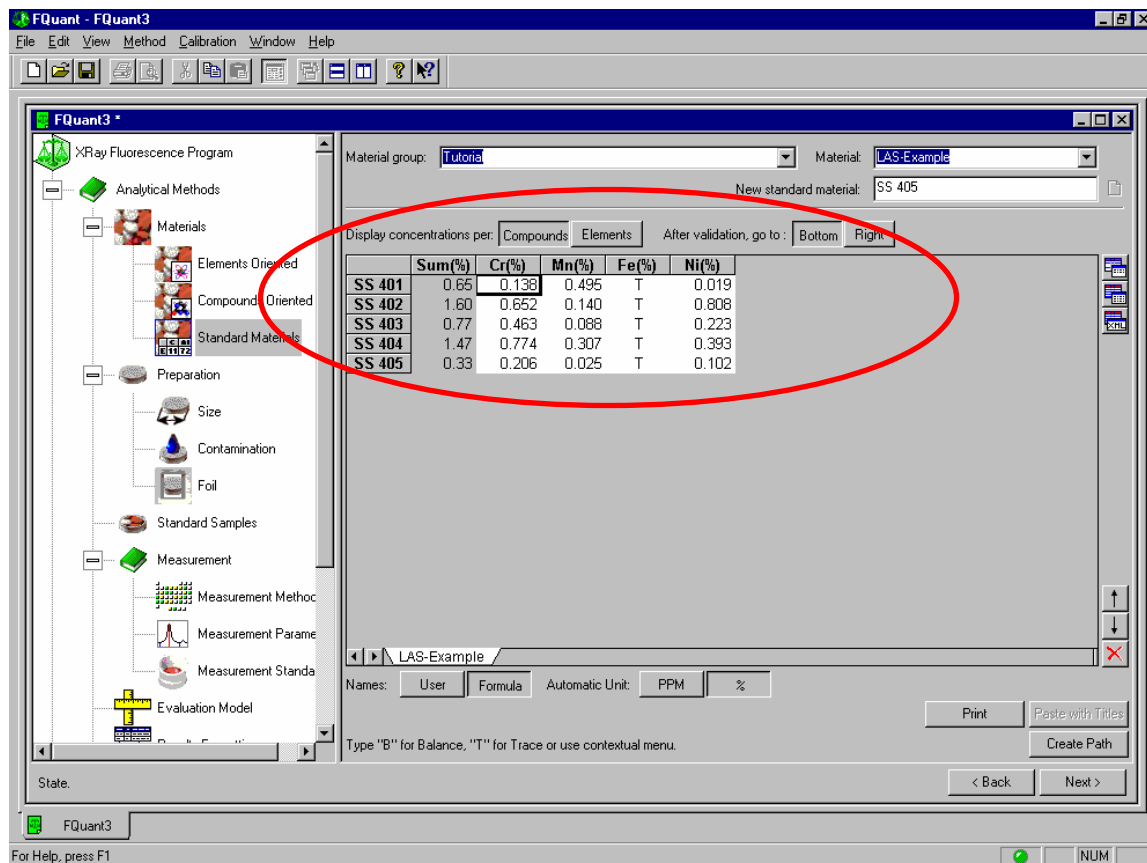 FQuant - FQuant3
File Edit View Method Calibration Window Help
FQuant3 *
XRay Fluorescence Program
Analytical Methods
Materials
Elements Oriented
Compounds Oriented
Standard Materials
Preparation
Size
Contamination
Foil
Standard Samples
Measurement
Measurement Method
Measurement Parame
Measurement Standa
Evaluation Model
Material group: Tutorial Material: LAS-Example
New standard material: SS 405
Display concentrations per: Compounds Elements After validation, go to : Bottom Right
Sum(%) Cr(%) Mn(%) Fe(%) Ni(%)
SS 401 0.65 0.138 0.495 T 0.019
SS 402 1.60 0.652 0.140 T 0.808
SS 403 0.77 0.463 0.088 T 0.223
SS 404 1.47 0.774 0.307 T 0.393
SS 405 0.33 0.206 0.025 T 0.102
XML
LAS-Example
Names: User Formula Automatic Unit: PPM %
Print Paste with Titles
Type "B" for Balance, "T" for Trace or use contextual menu.
Create Path
State.
< Back Next >
FQuant3
For Help, press F1
NUM